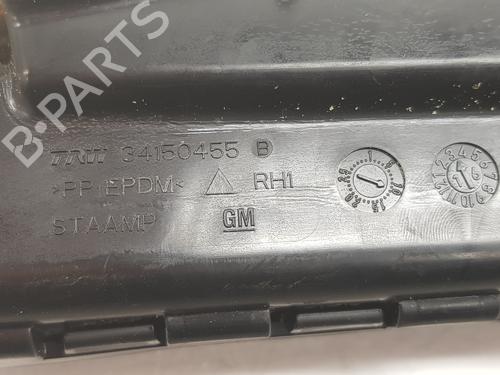 B-PARTS
TRW 34150455 B
>PP+EPDM< RH1
STAAMP GM